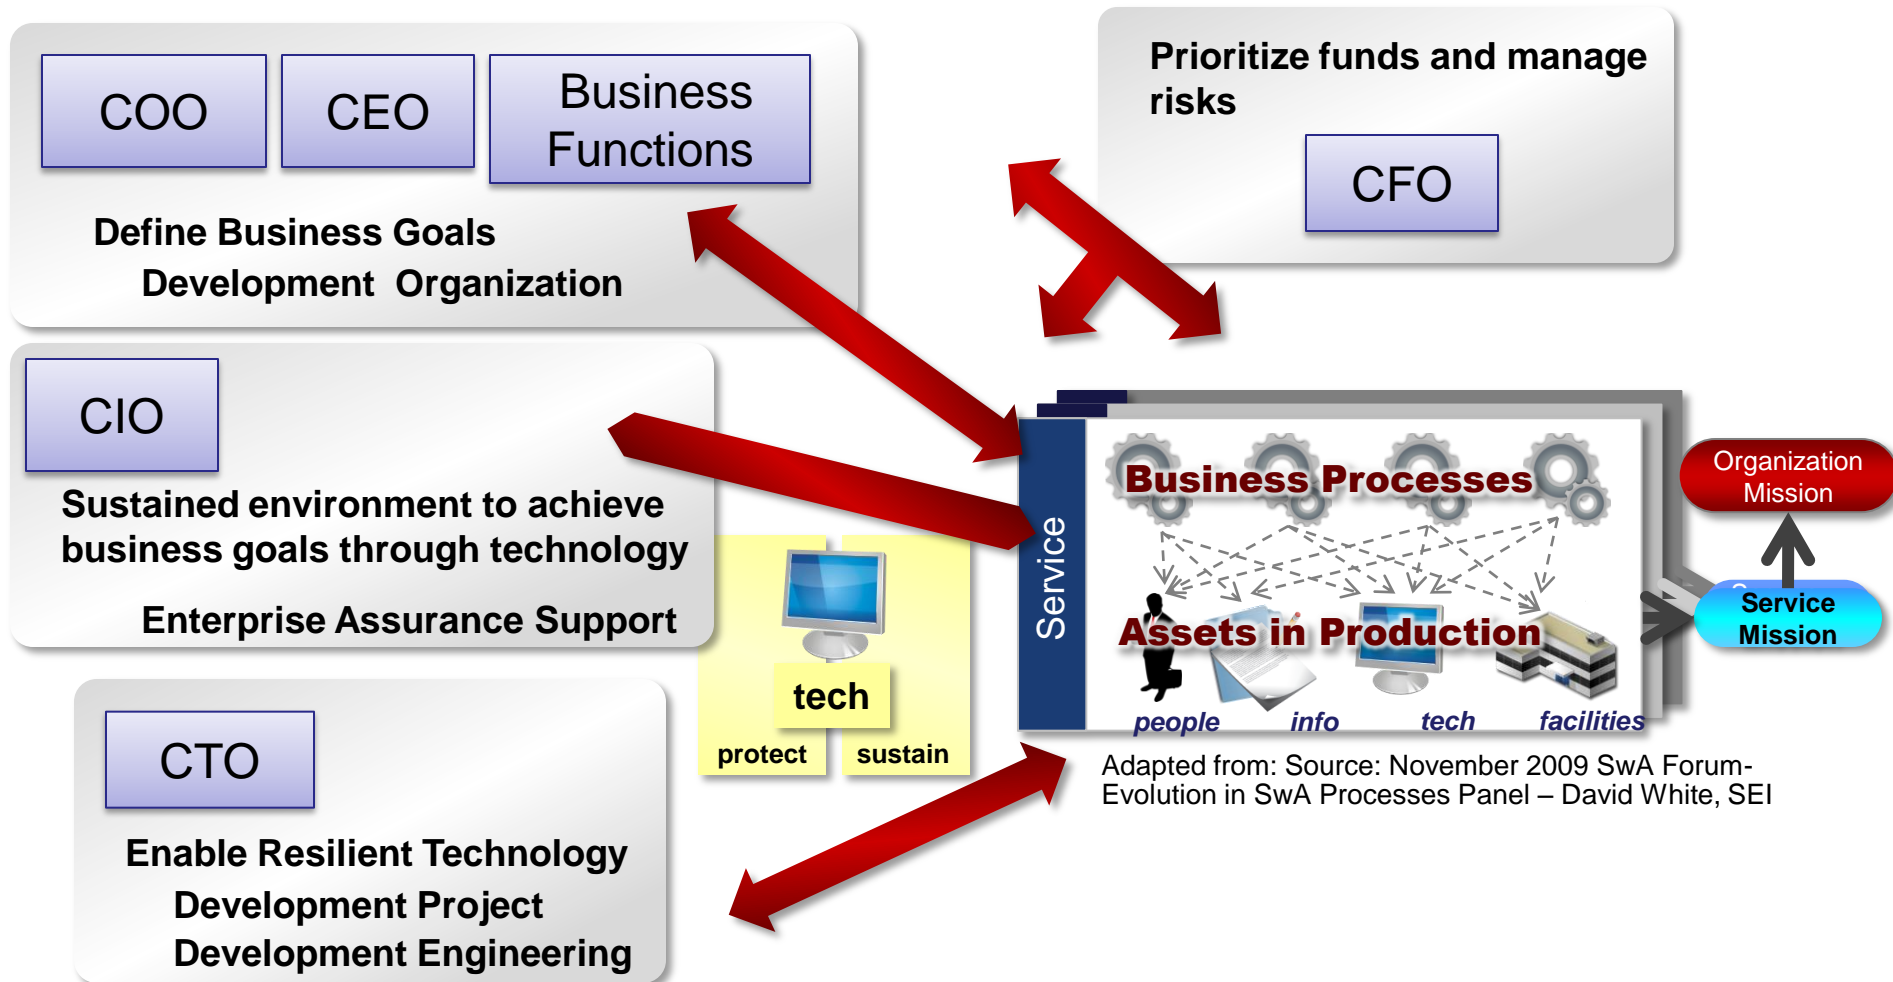 COO
CEO
Business
Functions
Define Business Goals
Development Organization
Prioritize funds and manage
risks
CFO
CIO
Sustained environment to achieve
business goals through technology
Enterprise Assurance Support
tech
protect
sustain
Service
Business Processes
Assets in Production
people
info
tech
facilities
Organization
Mission
Service
Mission
Adapted from: Source: November 2009 SwA Forum-
Evolution in SwA Processes Panel – David White, SEI
CTO
Enable Resilient Technology
Development Project
Development Engineering